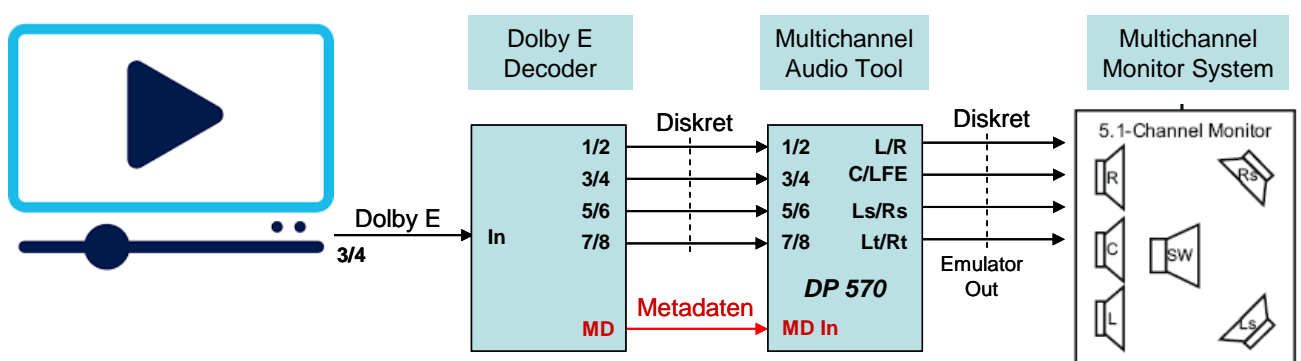 Dolby E
Decoder
Multichannel
Audio Tool
Multichannel
Monitor System
Dolby E
3/4
In
1/2
3/4
5/6
7/8
MD
Diskret
Metadaten
1/2
3/4
5/6
7/8
MD In
L/R
C/LFE
Ls/Rs
Lt/Rt
DP 570
Diskret
Emulator
Out
5.1-Channel Monitor
R
Rs
C
SW
L
Ls